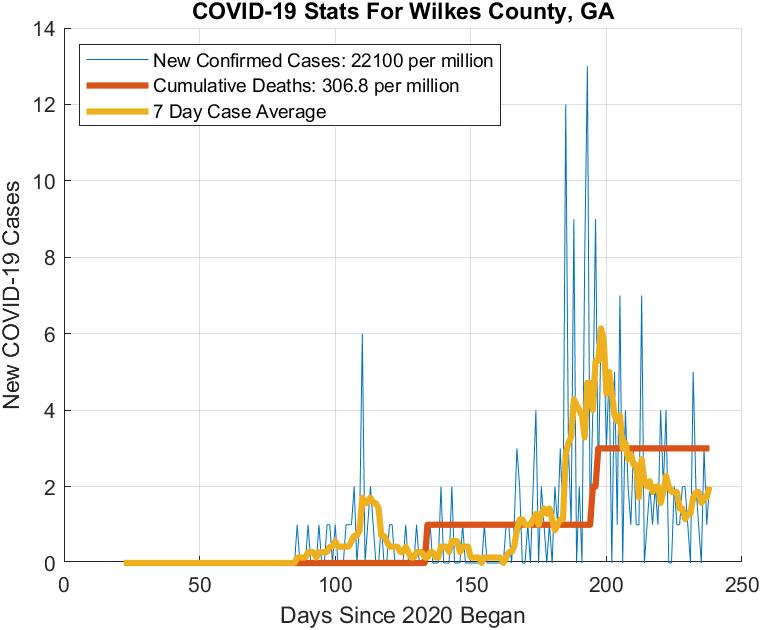 COVID-19 Stats For Wilkes County, GA
New Confirmed Cases: 22100 per million
Cumulative Deaths: 306.8 per million
7 Day Case Average
New COVID-19 Cases
14
12
10
8
6
4
2
0
0 50 100 150 200 250
Days Since 2020 Began